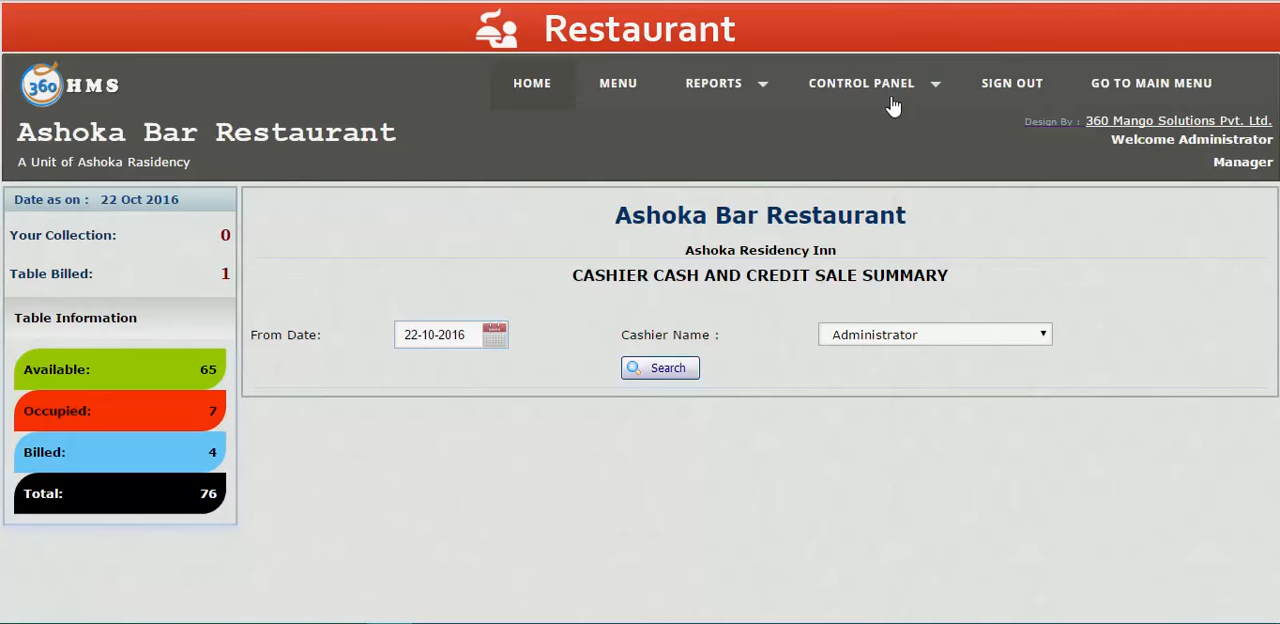 Restaurant
360 HMS
HOME MENU REPORTS CONTROL PANEL SIGN OUT GO TO MAIN MENU
Ashoka Bar Restaurant
A Unit of Ashoka Rasidency
Design By : 360 Mango Solutions Pvt. Ltd.
Welcome Administrator
Manager
Date as on : 22 Oct 2016
Your Collection: 0
Table Billed: 1
Table Information
Available: 65
Occupied: 7
Billed: 4
Total: 76
Ashoka Bar Restaurant
Ashoka Residency Inn
CASHIER CASH AND CREDIT SALE SUMMARY
From Date: 22-10-2016 Cashier Name : Administrator
Search